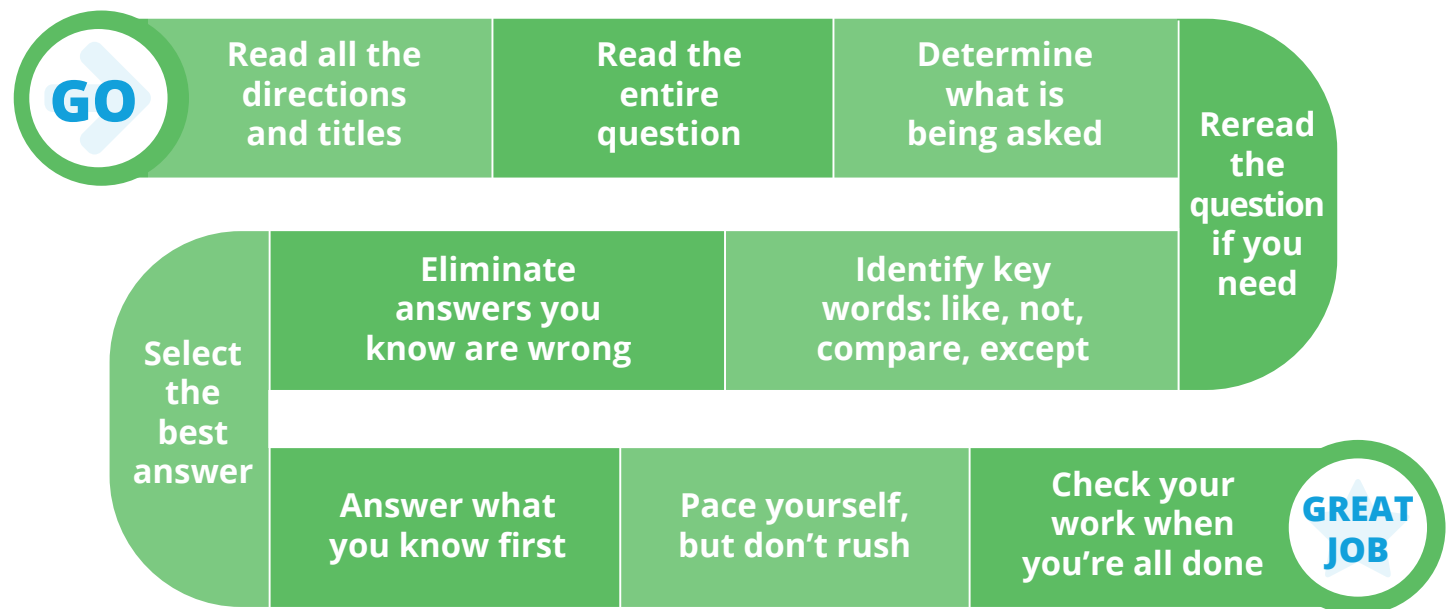 GO
Read all the
directions
and titles
Read the
entire
question
Determine
what is
being asked
Reread
the
question
if you
need
Identify key
words: like, not,
compare, except
Eliminate
answers you
know are wrong
Select
the
best
answer
Answer what
you know first
Pace yourself,
but don’t rush
Check your
work when
you’re all done
GREAT
JOB